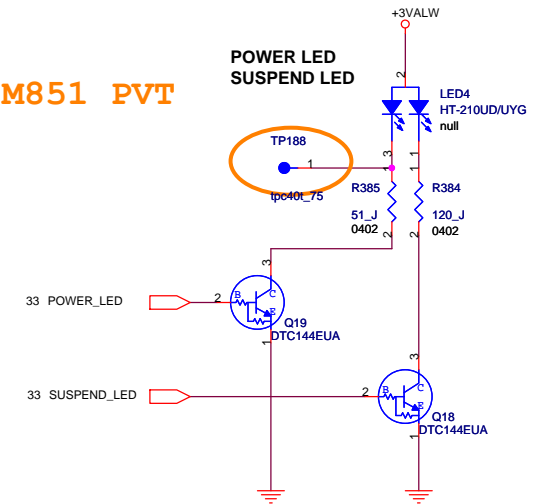 +3VALW
POWER LED
SUSPEND LED
M851 PVT
2
LED4
HT-210UD/UYG
null
TP188
1
tpc40t_75
3
1
1
1
R385
R384
51_J
0402
120_J
0402
2
2
3
33 POWER_LED
2
B
C
E
Q19
DTC144EUA
1
3
33 SUSPEND_LED
2
B
C
E
Q18
DTC144EUA
1